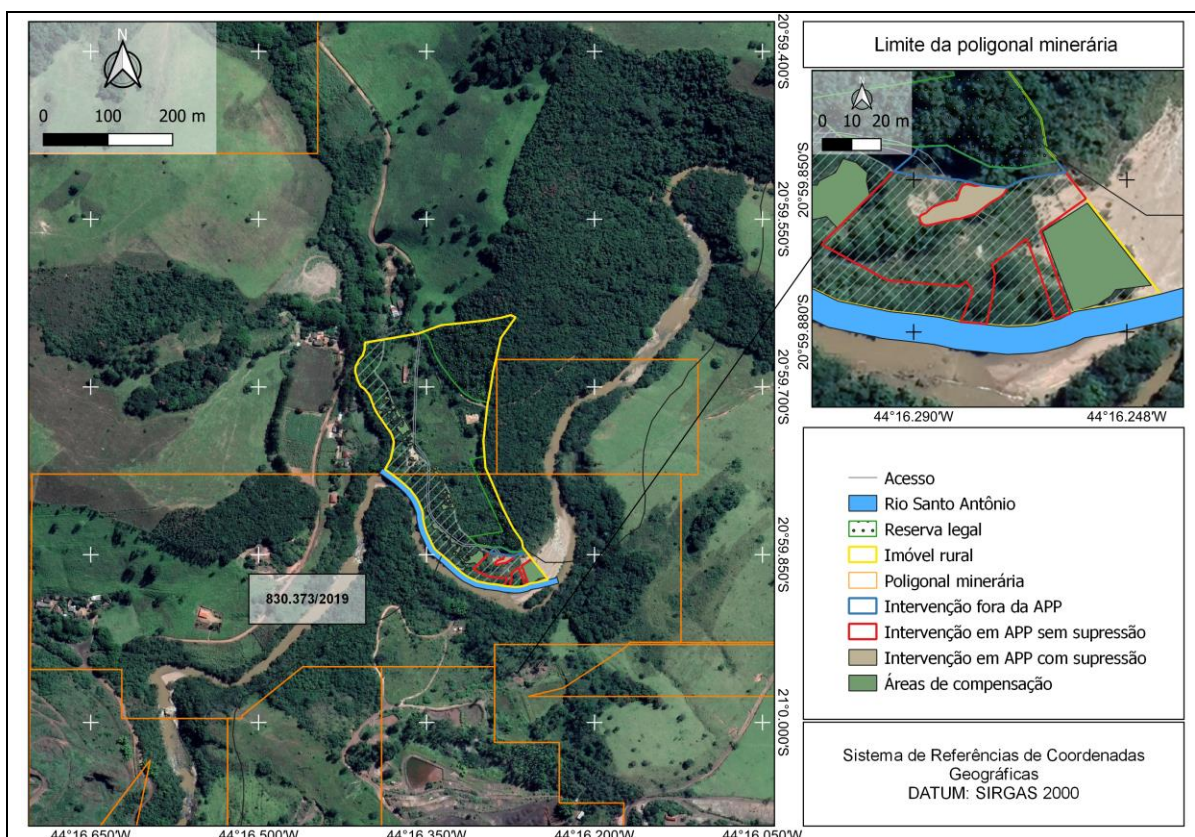 N
0 100 200 m
830.373/2019
20°59.400'S
20°59.550'S
20°59.700'S
20°59.850'S
21°0.000'S
44°16.650'W 44°16.500'W 44°16.350'W 44°16.200'W 44°16.050'W
Limite da poligonal minerária
N
0 10 20 m
20°59.850'S
20°59.880'S
44°16.290'W 44°16.248'W
Acesso
Rio Santo Antônio
Reserva legal
Imóvel rural
Poligonal minerária
Intervenção fora da APP
Intervenção em APP sem supressão
Intervenção em APP com supressão
Áreas de compensação
Sistema de Referências de Coordenadas
Geográficas
DATUM: SIRGAS 2000